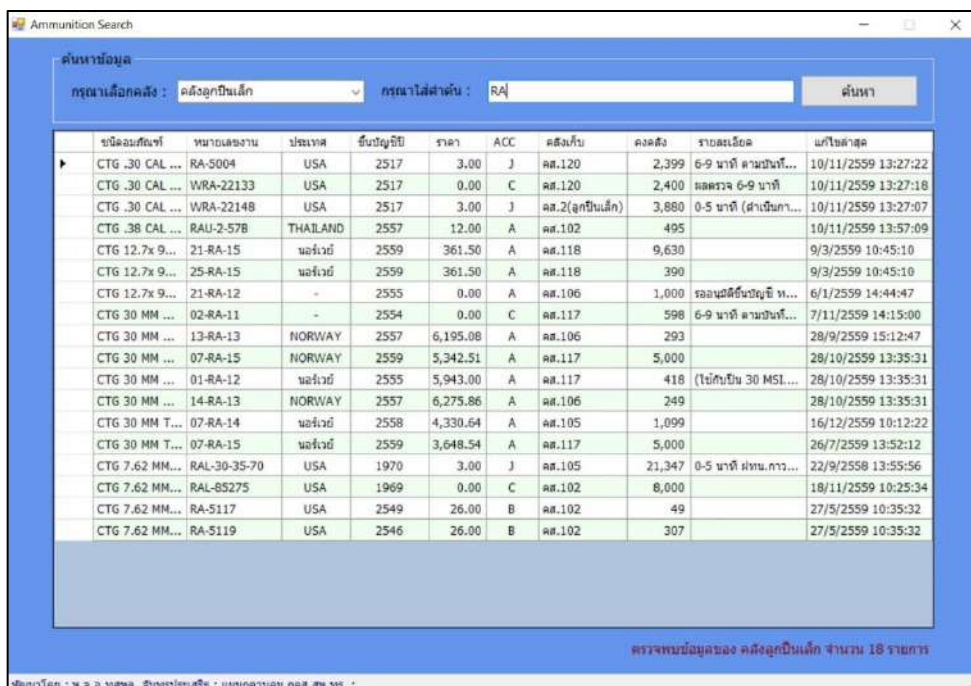 Ammunition Search
ค้นหาข้อมูล
กรุณาเลือกคลัง : คลังลูกปืนเล็ก กรุณาใส่คำค้น : RA ค้นหา
ชนิดอมภัณฑ์ หมายเลขงาน ประเทศ ขึ้นบัญชีปี ราคา ACC คลังเก็บ คงคลัง รายละเอียด แก้ไขล่าสุด
CTG .30 CAL ... RA-5004 USA 2517 3.00 J คส.120 2,399 6-9 นาที ตามบันที... 10/11/2559 13:27:22
CTG .30 CAL ... WRA-22133 USA 2517 0.00 C คส.120 2,400 ผลตรวจ 6-9 นาที 10/11/2559 13:27:18
CTG .30 CAL ... WRA-22148 USA 2517 3.00 J คส.2(ลูกปืนเล็ก) 3,880 0-5 นาที (ดำเนินกา... 10/11/2559 13:27:07
CTG .38 CAL ... RAU-2-57B THAILAND 2557 12.00 A คส.102 495 10/11/2559 13:57:09
CTG 12.7x 9... 21-RA-15 นอร์เวย์ 2559 361.50 A คส.118 9,630 9/3/2559 10:45:10
CTG 12.7x 9... 25-RA-15 นอร์เวย์ 2559 361.50 A คส.118 390 9/3/2559 10:45:10
CTG 12.7x 9... 21-RA-12 - 2555 0.00 A คส.106 1,000 รออนุมัติขึ้นบัญชี ท... 6/1/2559 14:44:47
CTG 30 MM ... 02-RA-11 - 2554 0.00 C คส.117 598 6-9 นาที ตามบันที... 7/11/2559 14:15:00
CTG 30 MM ... 13-RA-13 NORWAY 2557 6,195.08 A คส.106 293 28/9/2559 15:12:47
CTG 30 MM ... 07-RA-15 NORWAY 2559 5,342.51 A คส.117 5,000 28/10/2559 13:35:31
CTG 30 MM ... 01-RA-12 นอร์เวย์ 2555 5,943.00 A คส.117 418 (ใช้กับปืน 30 MSI.... 28/10/2559 13:35:31
CTG 30 MM ... 14-RA-13 NORWAY 2557 6,275.86 A คส.106 249 28/10/2559 13:35:31
CTG 30 MM T... 07-RA-14 นอร์เวย์ 2558 4,330.64 A คส.105 1,099 16/12/2559 10:12:22
CTG 30 MM T... 07-RA-15 นอร์เวย์ 2559 3,648.54 A คส.117 5,000 26/7/2559 13:52:12
CTG 7.62 MM... RAL-30-35-70 USA 1970 3.00 J คส.105 21,347 0-5 นาที 22/9/2558 13:55:56
CTG 7.62 MM... RAL-85275 USA 1969 0.00 C คส.102 8,000 18/11/2559 10:25:34
CTG 7.62 MM... RA-5117 USA 2549 26.00 B คส.102 49 27/5/2559 10:35:32
CTG 7.62 MM... RA-5119 USA 2546 26.00 B คส.102 307 27/5/2559 10:35:32
ตรวจพบข้อมูลของ คลังลูกปืนเล็ก จำนวน 18 รายการ